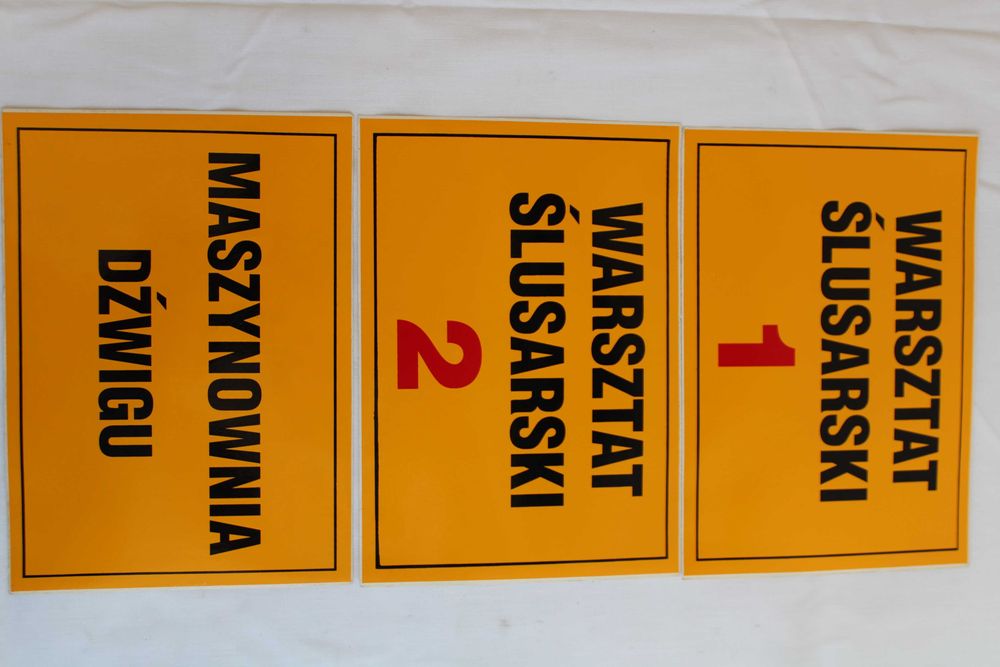 WARSZTAT
ŚLUSARSKI
1
WARSZTAT
ŚLUSARSKI
2
MASZYNOWNIA
DŹWIGU